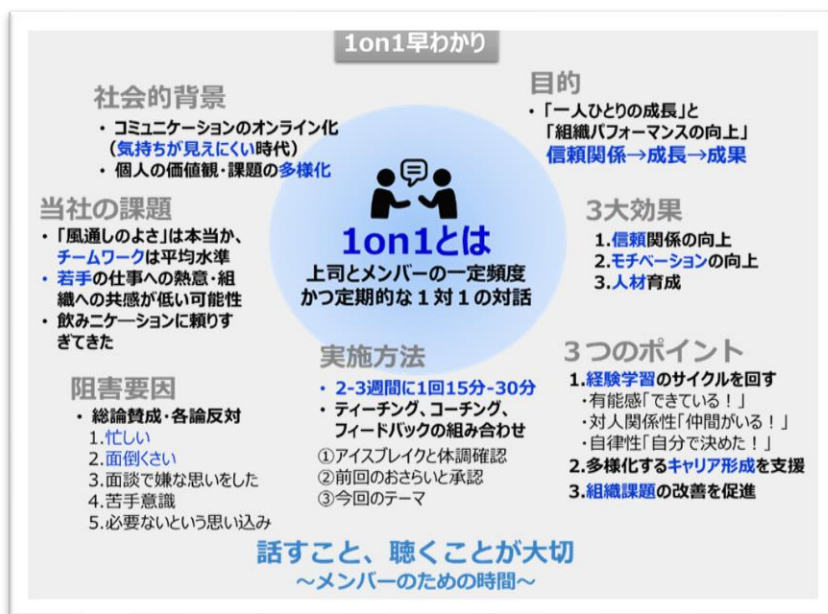 1on1早わかり
社会的背景
・ コミュニケーションのオンライン化
（気持ちが見えにくい時代）
・ 個人の価値観・課題の多様化
目的
・ 「一人ひとりの成長」と
「組織パフォーマンスの向上」
信頼関係→成長→成果
当社の課題
・ 「風通しのよさ」は本当か、
チームワークは平均水準
・ 若手の仕事への熱意・組
織への共感が低い可能性
・ 飲みニケーションに頼りす
ぎてきた
1on1とは
上司とメンバーの一定頻度
かつ定期的な１対１の対話
3大効果
1.信頼関係の向上
2.モチベーションの向上
3.人材育成
阻害要因
・ 総論賛成・各論反対
1.忙しい
2.面倒くさい
3.面談で嫌な思いをした
4.苦手意識
5.必要ないという思い込み
実施方法
・ 2-3週間に1回15分-30分
・ ティーチング、コーチング、
フィードバックの組み合わせ
①アイスブレイクと体調確認
②前回のおさらいと承認
③今回のテーマ
３つのポイント
1.経験学習のサイクルを回す
・有能感「できている！」
・対人関係性「仲間がいる！」
・自律性「自分で決めた！」
2.多様化するキャリア形成を支援
3.組織課題の改善を促進
話すこと、聴くことが大切
～メンバーのための時間～